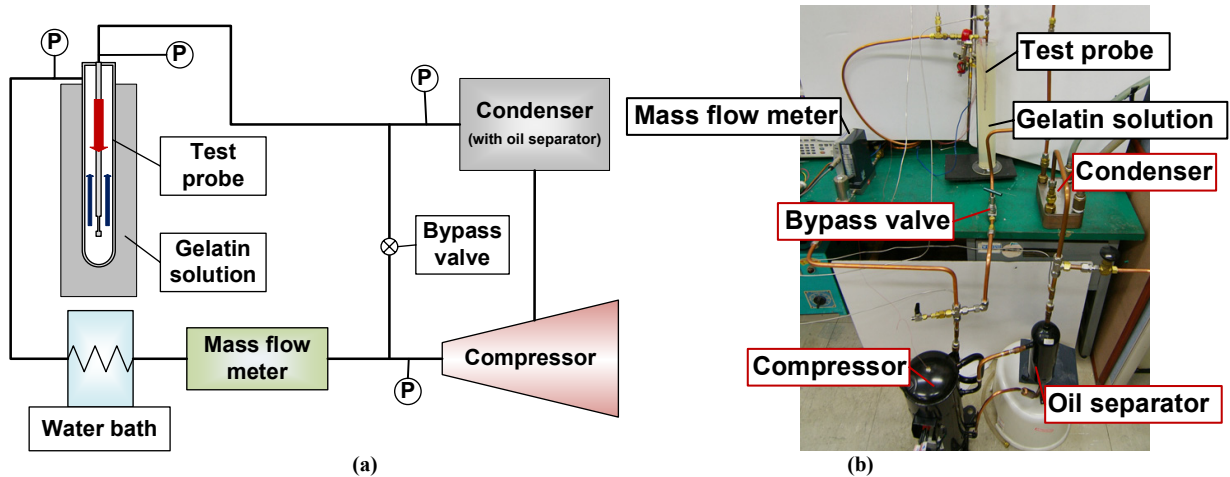 P
P
P
Condenser
(with oil separator)
Test
probe
Gelatin
solution
Bypass
valve
Mass flow
meter
Compressor
P
Water bath
(a)
Test probe
Mass flow meter
Gelatin solution
Condenser
Bypass valve
Compressor
Oil separator
(b)